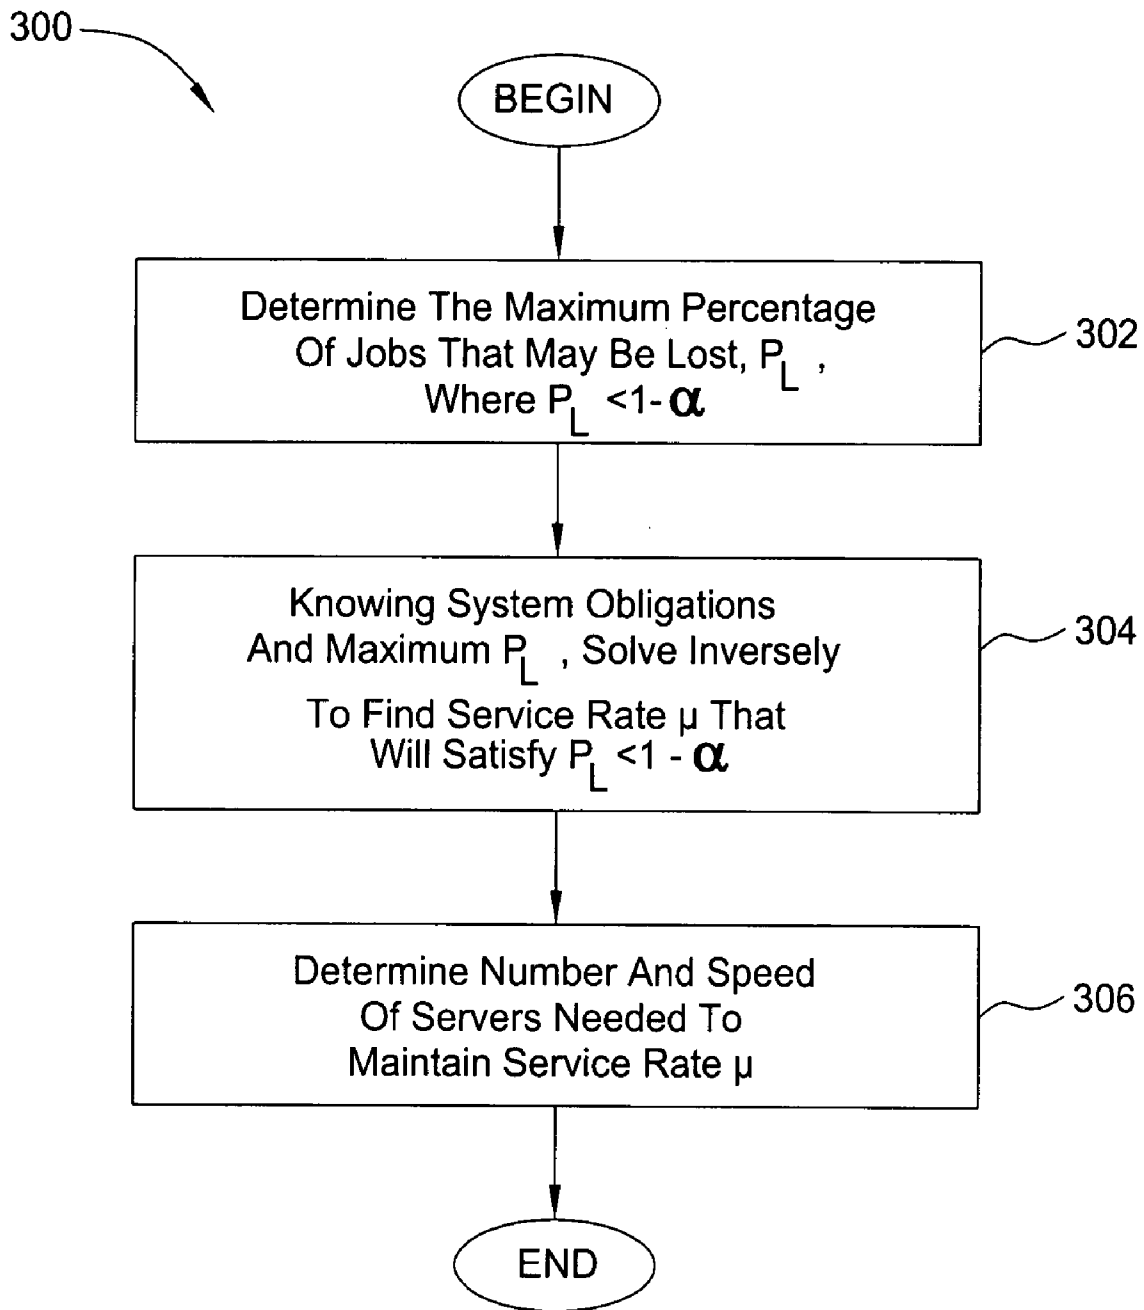 300
BEGIN
Determine The Maximum Percentage
Of Jobs That May Be Lost, P_L ,
Where P_L <1-α
302
Knowing System Obligations
And Maximum P_L , Solve Inversely
To Find Service Rate μ That
Will Satisfy P_L <1 - α
304
Determine Number And Speed
Of Servers Needed To
Maintain Service Rate μ
306
END